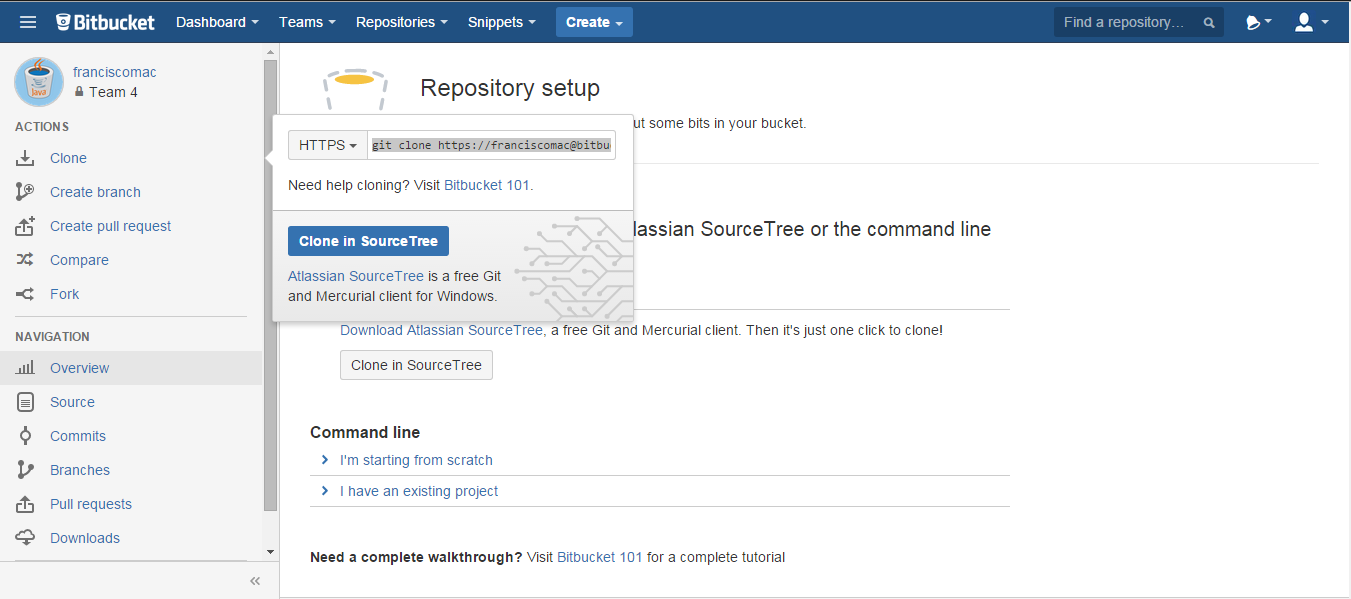 Bitbucket Dashboard Teams Repositories Snippets Create Find a repository…
franciscomac
Team 4
ACTIONS
Clone
Create branch
Create pull request
Compare
Fork
NAVIGATION
Overview
Source
Commits
Branches
Pull requests
Downloads
Repository setup
ut some bits in your bucket.
HTTPS git clone https://franciscomac@bitbu
Need help cloning? Visit Bitbucket 101.
Clone in SourceTree
Atlassian SourceTree is a free Git
and Mercurial client for Windows.
lassian SourceTree or the command line
Download Atlassian SourceTree, a free Git and Mercurial client. Then it's just one click to clone!
Clone in SourceTree
Command line
I'm starting from scratch
I have an existing project
Need a complete walkthrough? Visit Bitbucket 101 for a complete tutorial